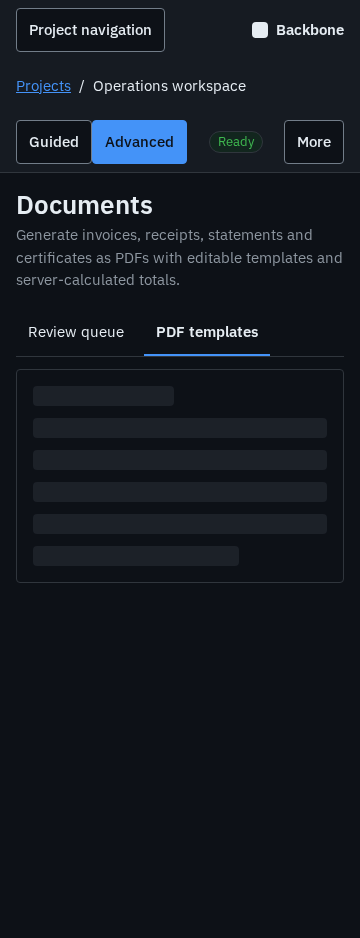 Project navigation
Backbone
Projects / Operations workspace
Guided
Advanced
Ready
More
Documents
Generate invoices, receipts, statements and
certificates as PDFs with editable templates and
server-calculated totals.
Review queue
PDF templates